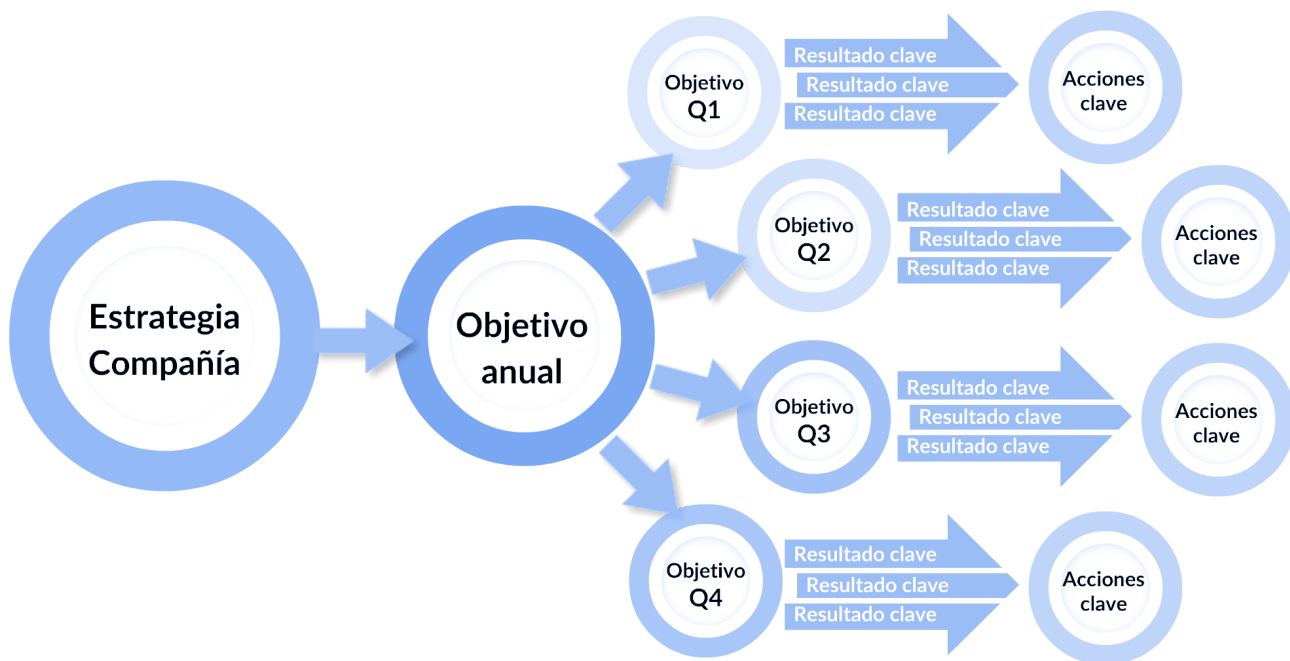 Estrategia
Compañía
Objetivo
anual
Objetivo
Q1
Resultado clave
Resultado clave
Resultado clave
Acciones
clave
Objetivo
Q2
Resultado clave
Resultado clave
Resultado clave
Acciones
clave
Objetivo
Q3
Resultado clave
Resultado clave
Resultado clave
Acciones
clave
Objetivo
Q4
Resultado clave
Resultado clave
Resultado clave
Acciones
clave